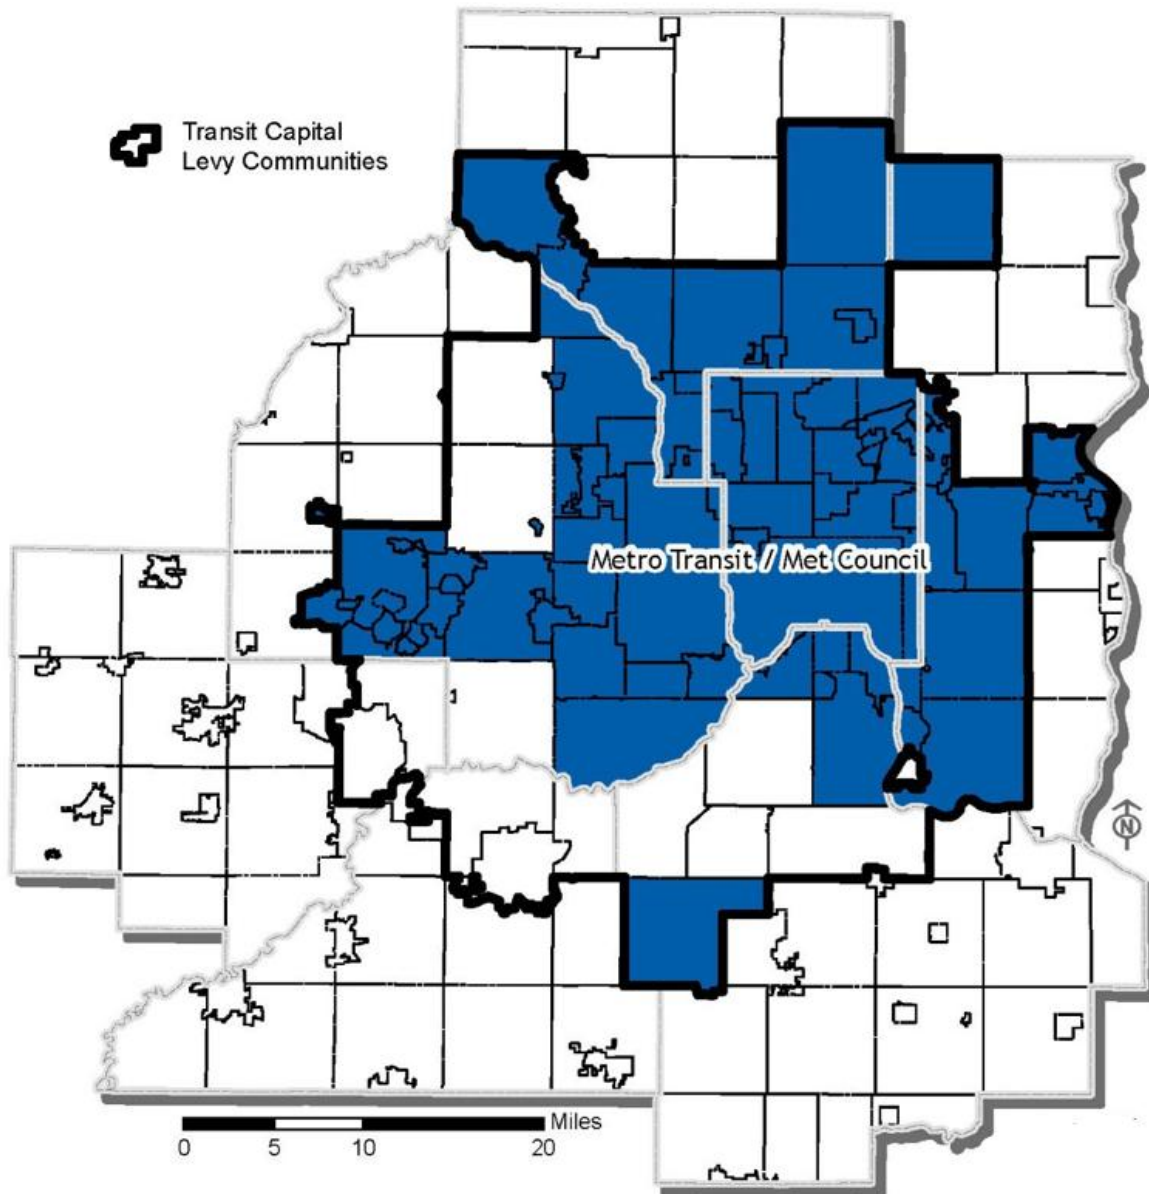 Transit Capital
Levy Communities
Metro Transit / Met Council
N
Miles
0 5 10 20